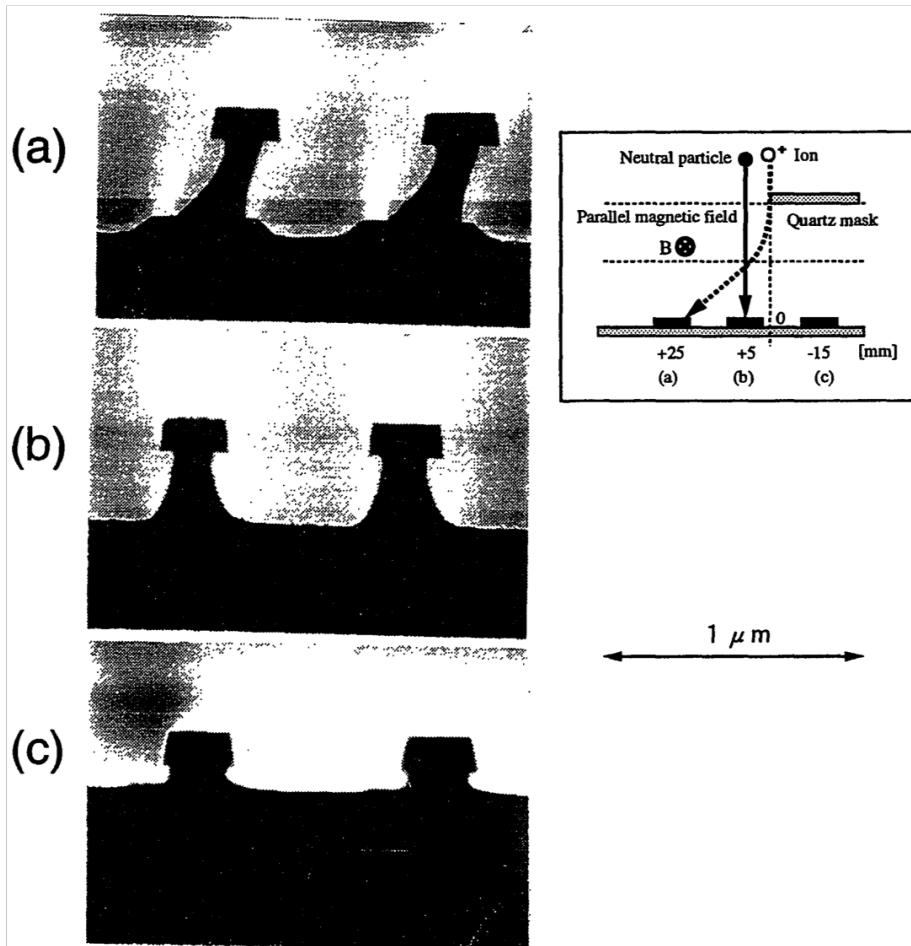 (a)
(b)
(c)
Neutral particle
O+ Ion
Parallel magnetic field
Quartz mask
B
0
+25 +5 -15 [mm]
(a) (b) (c)
1 μm